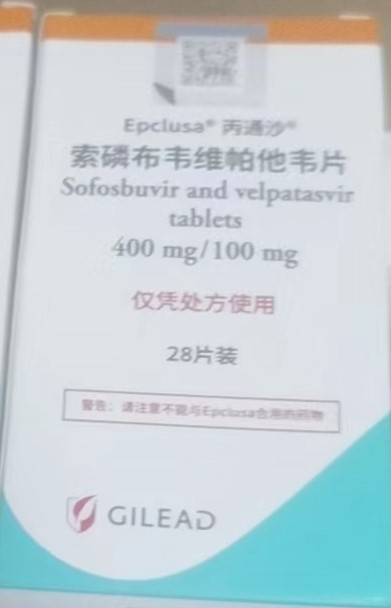 Epclusa® 丙通沙®
索磷布韦维帕他韦片
Sofosbuvir and velpatasvir
tablets
400 mg/100 mg
仅凭处方使用
28片装
警告：请注意不能与Epclusa合用的药物
GILEAD